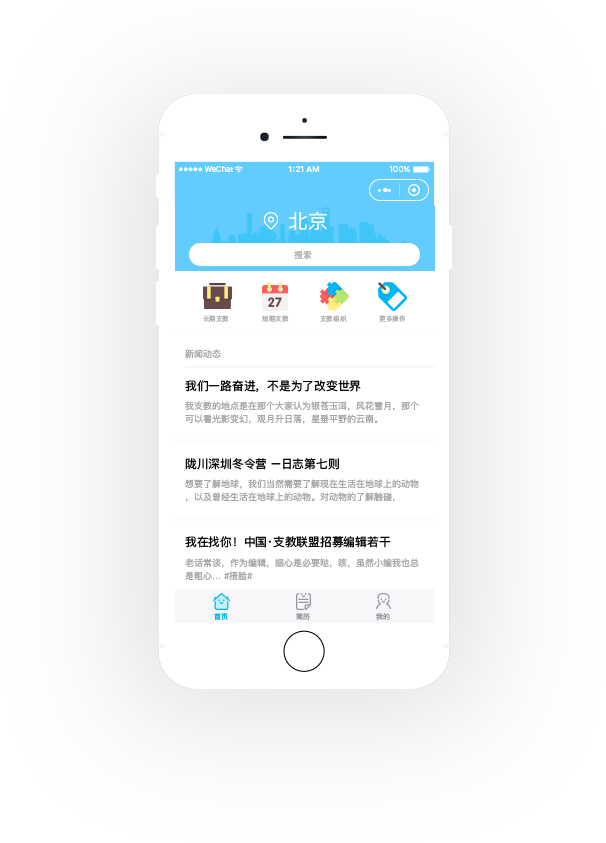 WeChat 1:21 AM 100%
北京
搜索
27
长期支教 短期支教 支教组织 更多操作
新闻动态
我们一路奋进，不是为了改变世界
我支教的地点是在那个大家认为银苍玉洱，风花雪月，那个
可以看光影变幻，观月升日落，星垂平野的云南。
陇川深圳冬令营 —日志第七则
想要了解地球，我们当然需要了解现在生活在地球上的动物
，以及曾经生活在地球上的动物。对动物的了解触碰，
我在找你！中国·支教联盟招募编辑若干
老话常谈，作为编辑，细心是必要哒，咳，虽然小编我也总
是粗心... #捂脸#
首页 简历 我的